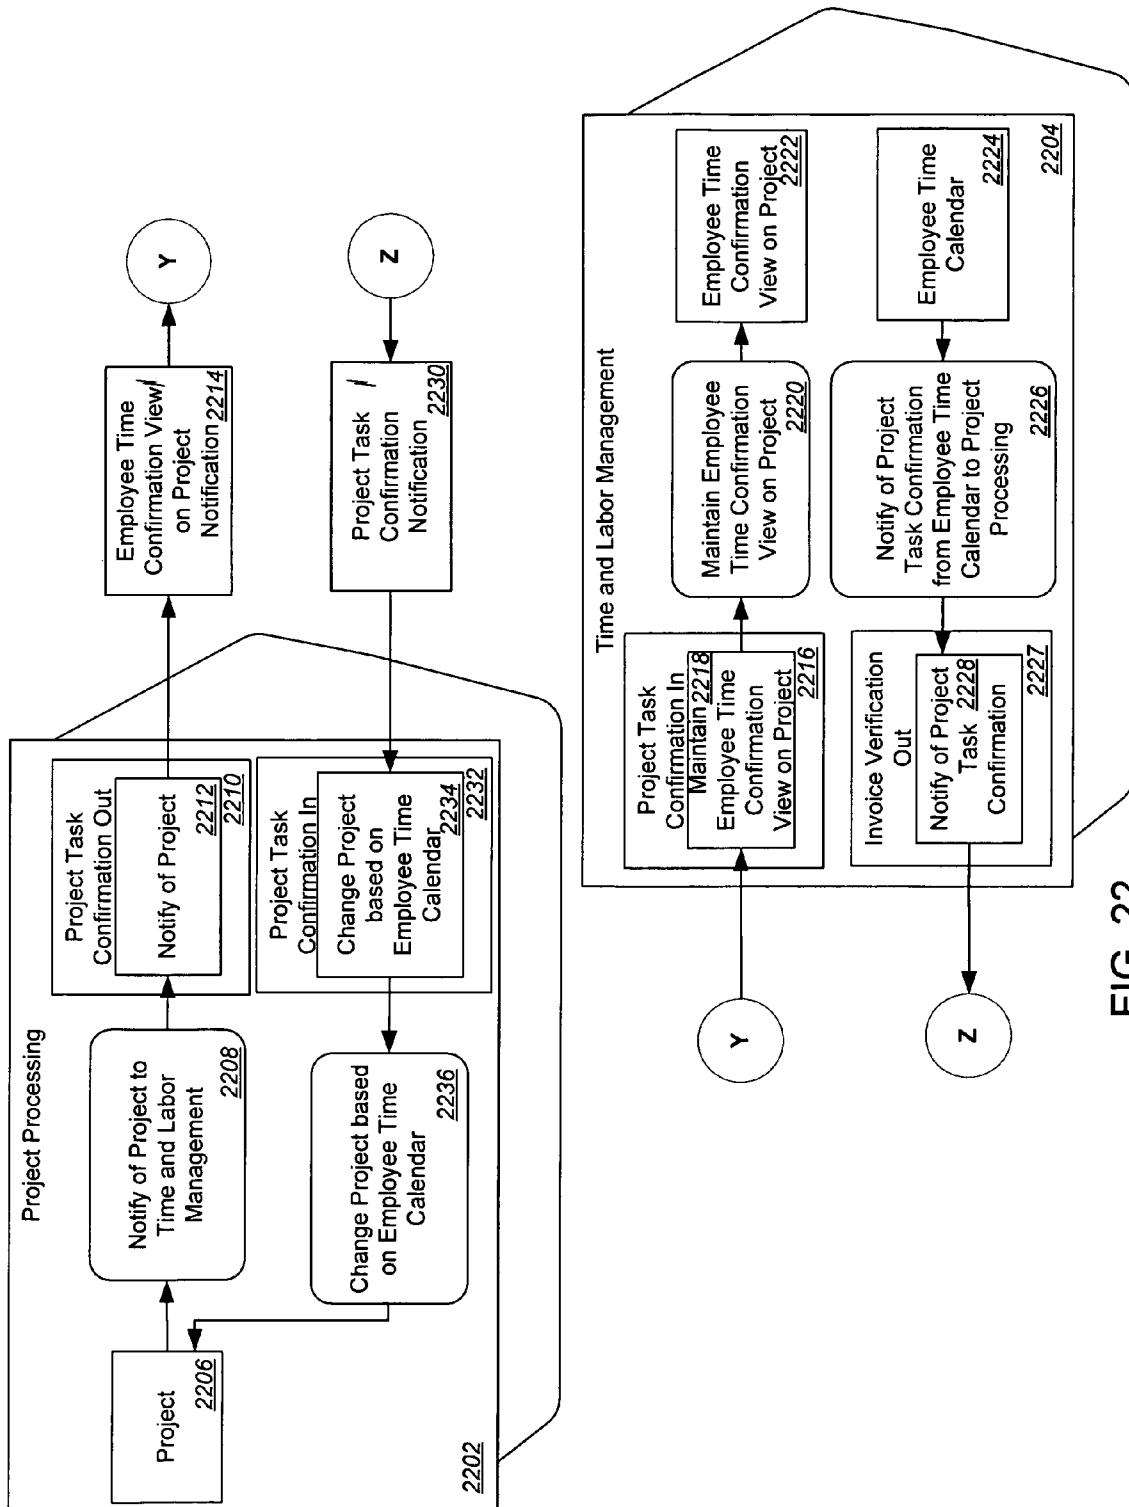 Project Processing
Project
2206
Notify of Project to
Time and Labor
Management
2208
Project Task
Confirmation Out
Notify of Project
2212
2210
Employee Time
Confirmation View/
on Project
Notification
2214
Y
Z
Project Task /
Confirmation
Notification
2230
Project Task
Confirmation In
Change Project
based on
Employee Time
Calendar
2234
2232
Change Project based
on Employee Time
Calendar
2236
2202
Time and Labor Management
Y
Project Task
Confirmation In
Maintain 2218
Employee Time
Confirmation
View on Project
2216
Maintain Employee
Time Confirmation
View on Project
2220
Employee Time
Confirmation
View on Project
2222
Employee Time
Calendar
2224
Notify of Project
Task Confirmation
from Employee Time
Calendar to Project
Processing
2226
Invoice Verification
Out
Notify of Project
Task 2228
Confirmation
2227
Z
2204
FIG. 22